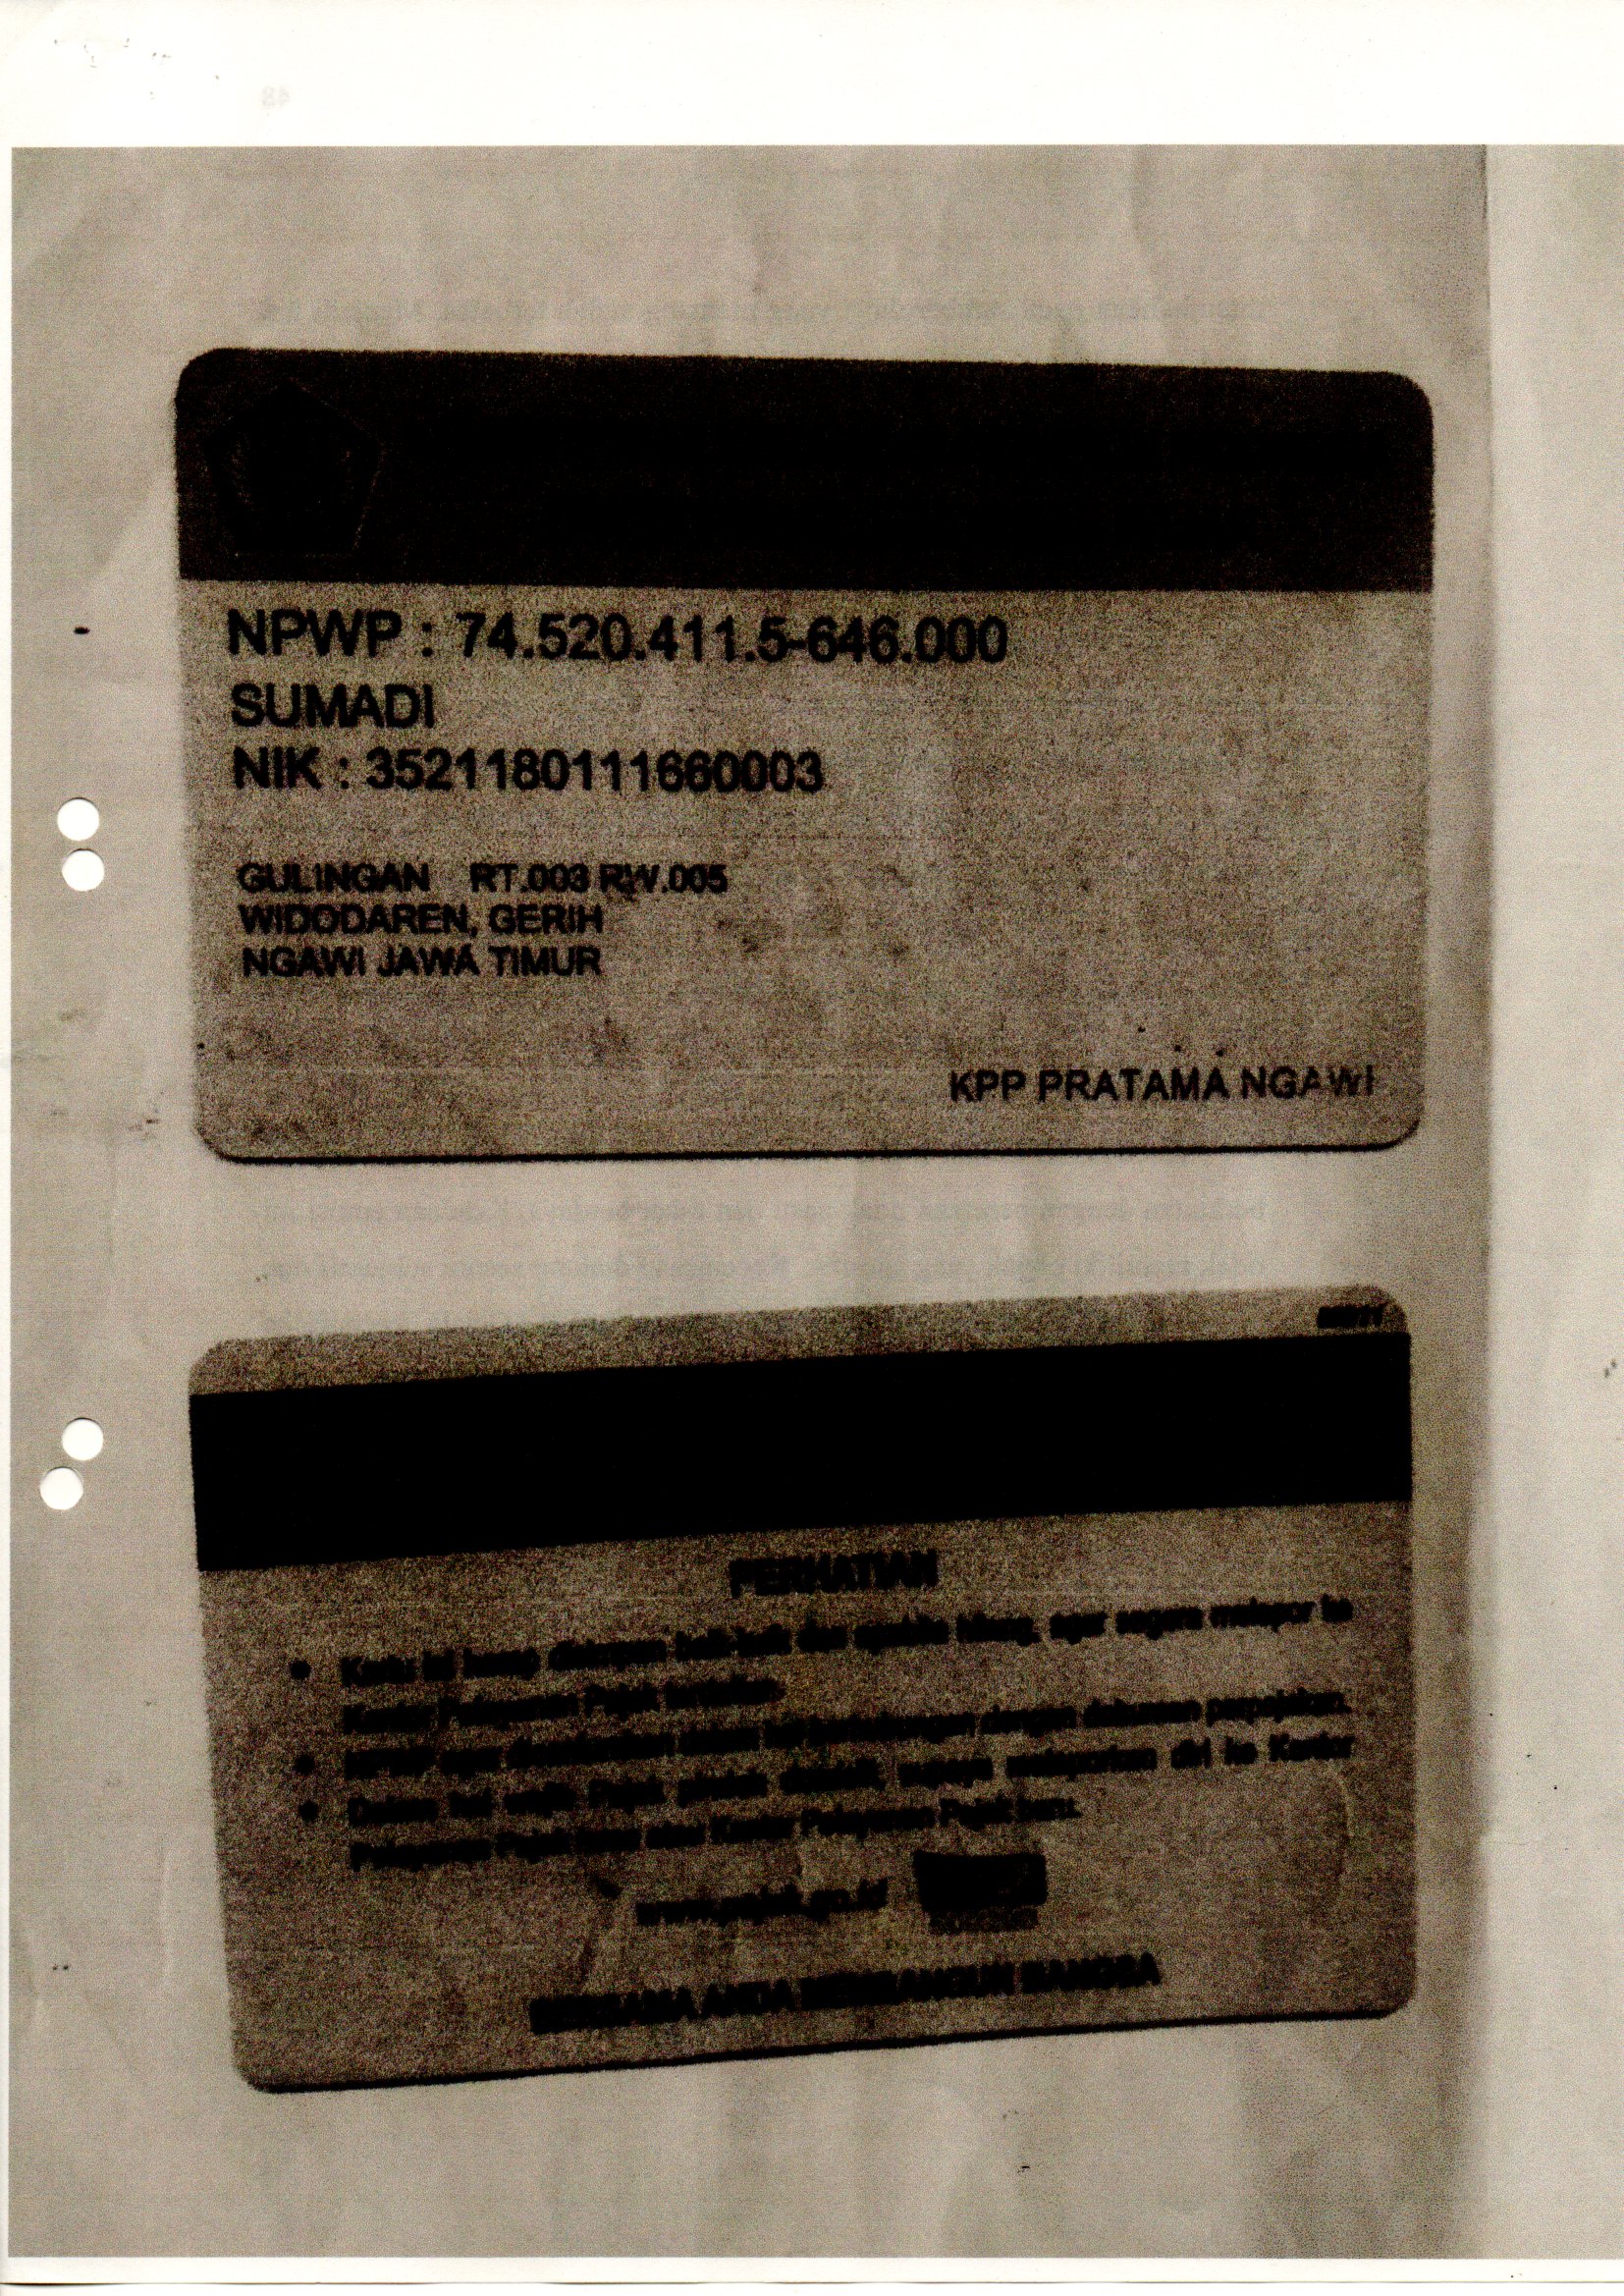 NPWP : 74.520.411.5-646.000
SUMADI
NIK : 3521180111660003
GULINGAN RT.003 RW.005
WIDODAREN, GERIH
NGAWI JAWA TIMUR
KPP PRATAMA NGAWI
PERHATIAN
Kartu ini harap disimpan baik-baik dan apabila hilang, agar segera melapor ke
Kantor Pelayanan Pajak terdaftar
NPWP agar dicantumkan dalam hal berhubungan dengan dokumen perpajakan.
Dalam hal wajib Pajak pindah domisili, supaya melaporkan diri ke Kantor
Pelayanan Pajak lama atau Kantor Pelayanan Pajak baru.
www.pajak.go.id
BERSAMA ANDA MEMBANGUN BANGSA